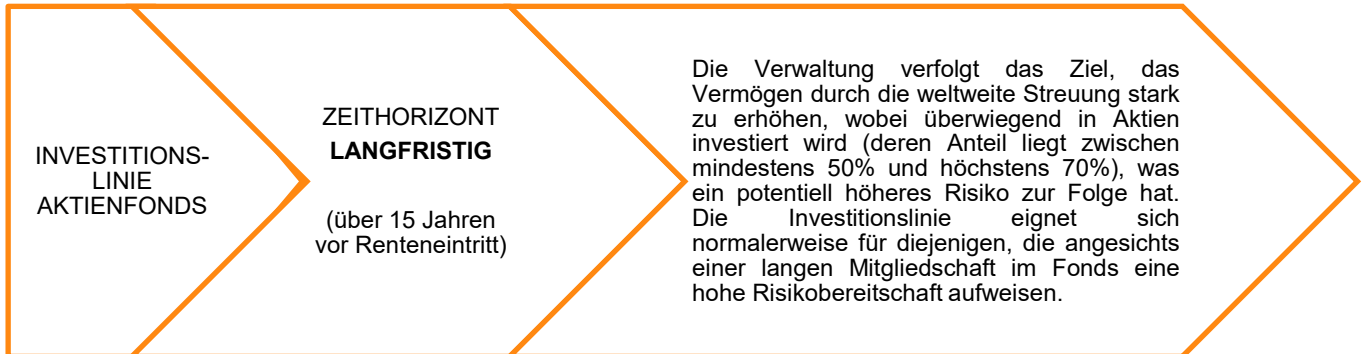 INVESTITIONS-
LINIE
AKTIENFONDS
ZEITHORIZONT
LANGFRISTIG
(über 15 Jahren
vor Renteneintritt)
Die Verwaltung verfolgt das Ziel, das
Vermögen durch die weltweite Streuung stark
zu erhöhen, wobei überwiegend in Aktien
investiert wird (deren Anteil liegt zwischen
mindestens 50% und höchstens 70%), was
ein potentiell höheres Risiko zur Folge hat.
Die Investitionslinie eignet sich
normalerweise für diejenigen, die angesichts
einer langen Mitgliedschaft im Fonds eine
hohe Risikobereitschaft aufweisen.